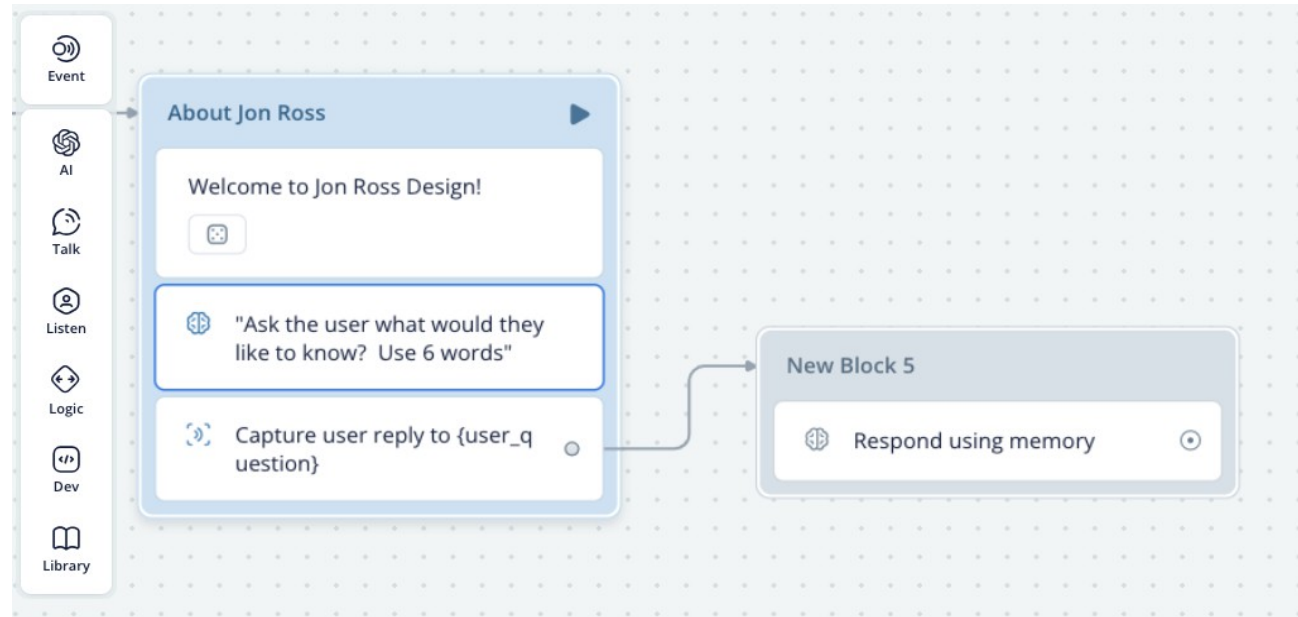 Event
AI
Talk
Listen
Logic
Dev
Library
About Jon Ross
Welcome to Jon Ross Design!
"Ask the user what would they
like to know?  Use 6 words"
Capture user reply to {user_q
uestion}
New Block 5
Respond using memory